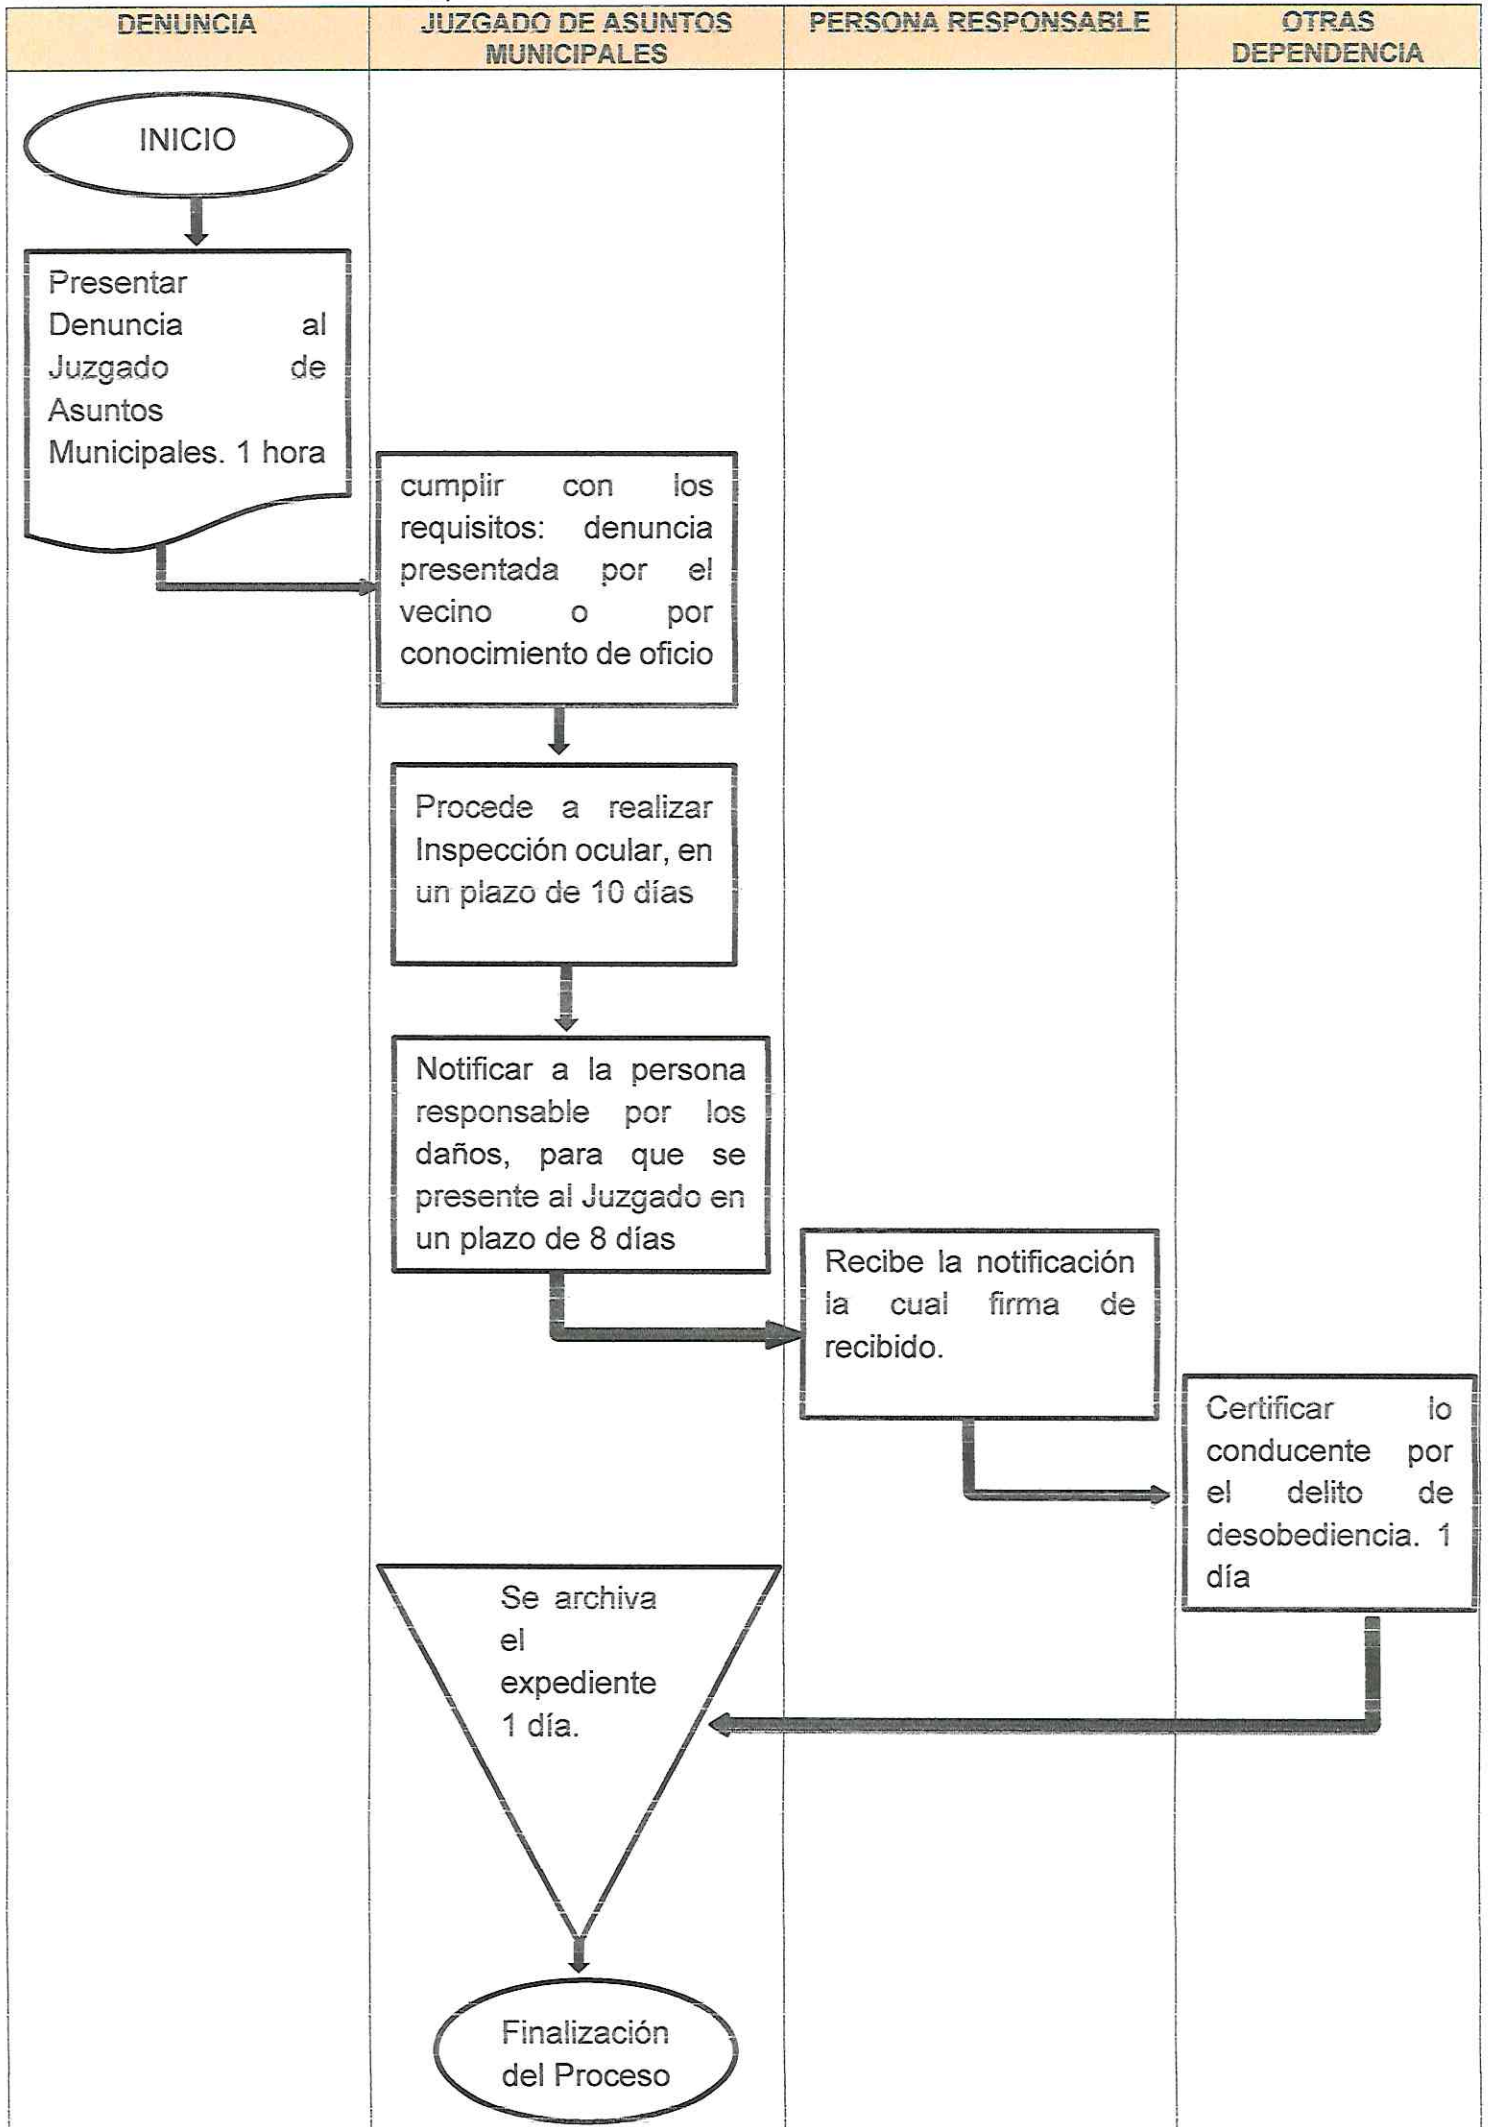 DENUNCIA
JUZGADO DE ASUNTOS
MUNICIPALES
PERSONA RESPONSABLE
OTRAS
DEPENDENCIA
INICIO
Presentar
Denuncia al
Juzgado de
Asuntos
Municipales. 1 hora
cumplir con los
requisitos: denuncia
presentada por el
vecino o por
conocimiento de oficio
Procede a realizar
Inspección ocular, en
un plazo de 10 días
Notificar a la persona
responsable por los
daños, para que se
presente al Juzgado en
un plazo de 8 días
Recibe la notificación
la cual firma de
recibido.
Certificar lo
conducente por
el delito de
desobediencia. 1
día
Se archiva
el
expediente
1 día.
Finalización
del Proceso